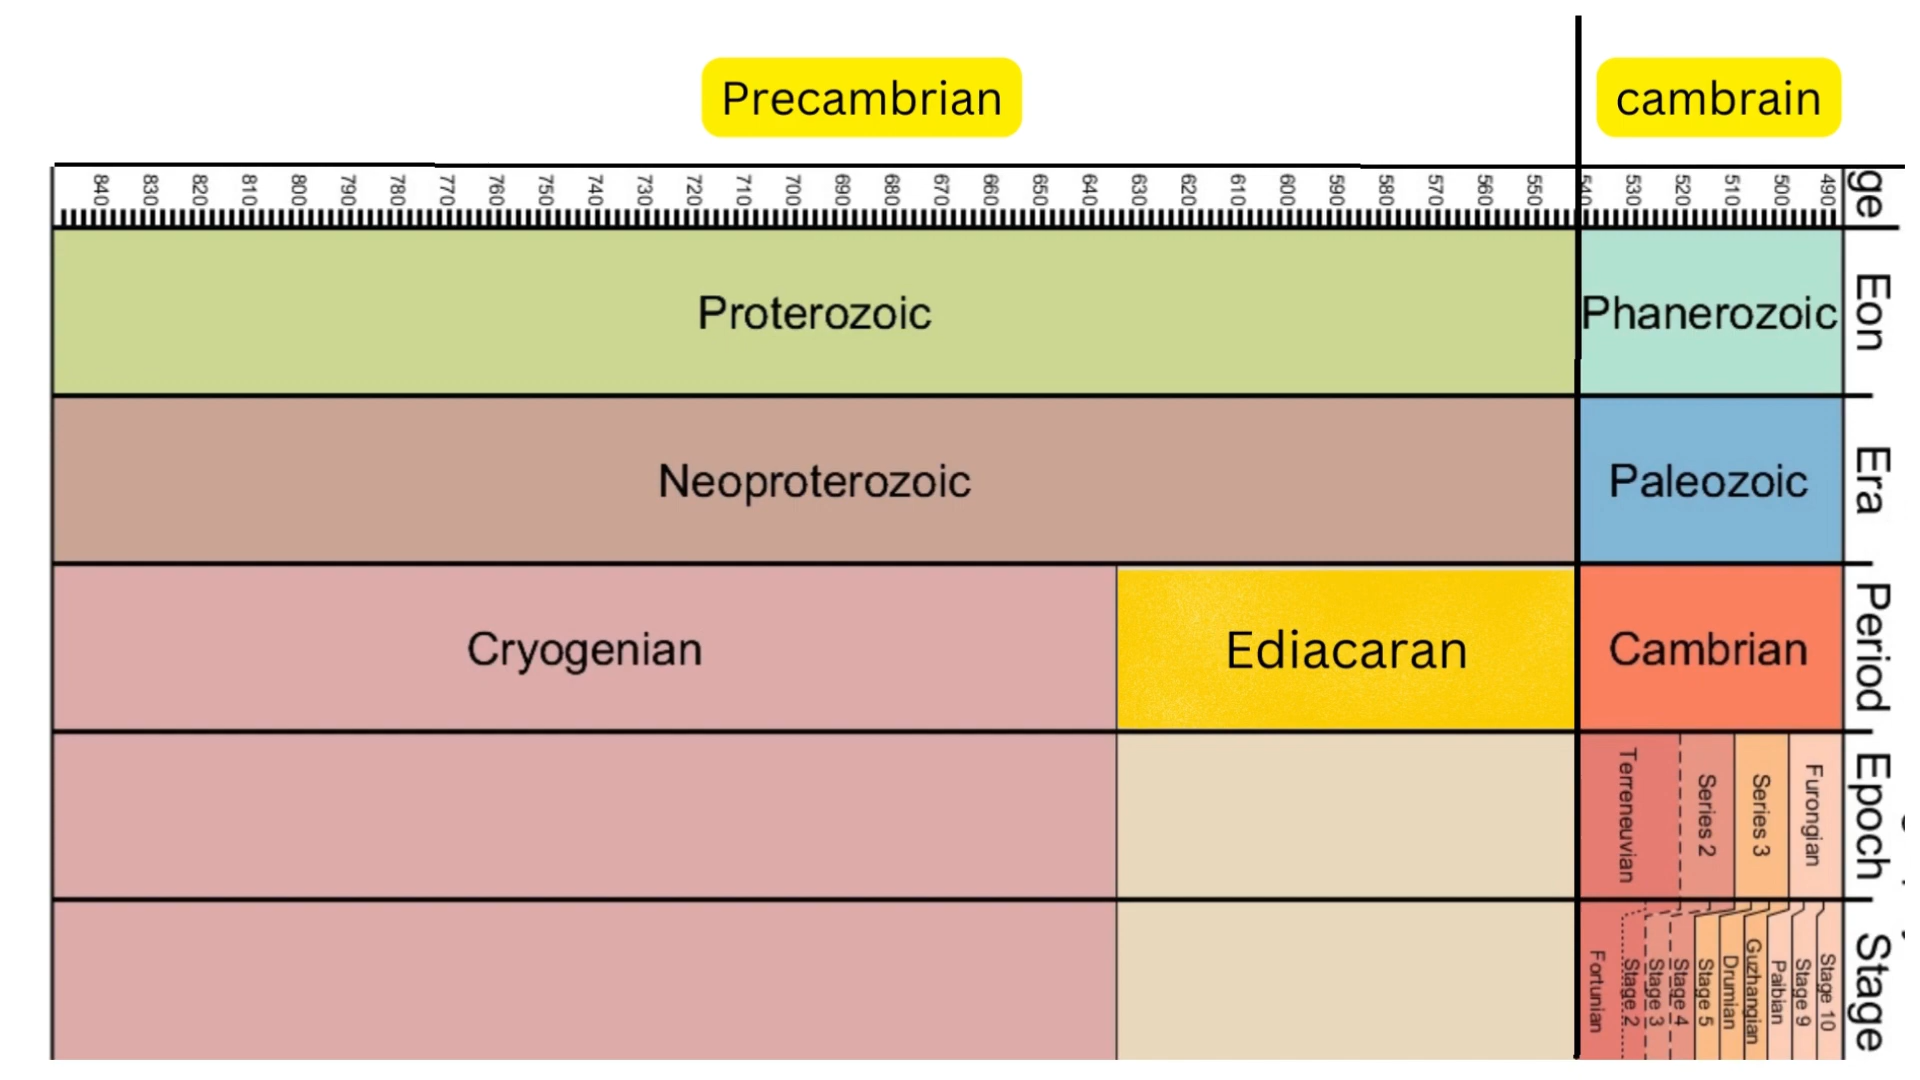 Precambrian
cambrain
840 830 820 810 800 790 780 770 760 750 740 730 720 710 700 690 680 670 660 650 640 630 620 610 600 590 580 570 560 550 540 530 520 510 500 490
ge
Proterozoic
Phanerozoic
Eon
Neoproterozoic
Paleozoic
Era
Cryogenian
Ediacaran
Cambrian
Period
Terreneuvian
Series 2
Series 3
Furongian
Epoch
Fortunian
Stage 2
Stage 3
Stage 4
Stage 5
Drumian
Guzhangian
Paibian
Stage 9
Stage 10
Stage